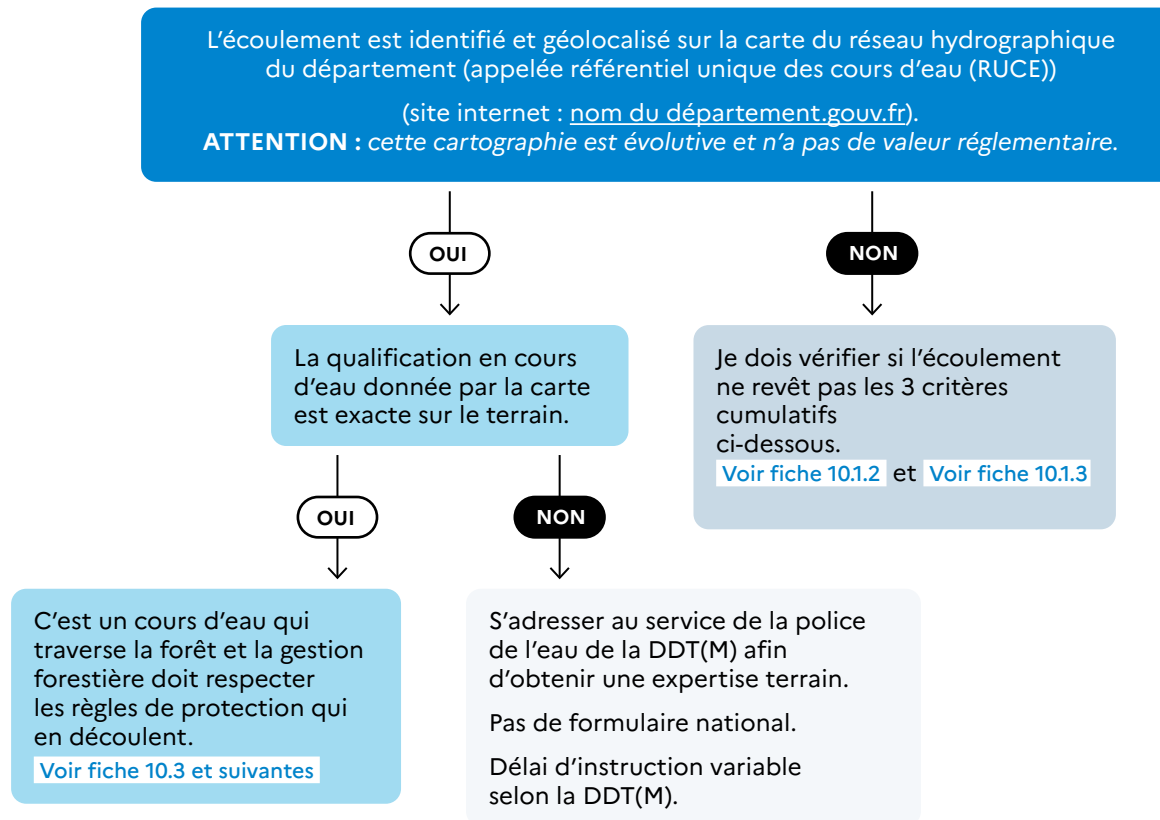 L'écoulement est identifié et géolocalisé sur la carte du réseau hydrographique
du département (appelée référentiel unique des cours d'eau (RUCE))
(site internet : nom du département.gouv.fr).
ATTENTION : cette cartographie est évolutive et n'a pas de valeur réglementaire.
OUI
NON
La qualification en cours
d'eau donnée par la carte
est exacte sur le terrain.
Je dois vérifier si l'écoulement
ne revêt pas les 3 critères
cumulatifs
ci-dessous.
Voir fiche 10.1.2 et Voir fiche 10.1.3
OUI
NON
C'est un cours d'eau qui
traverse la forêt et la gestion
forestière doit respecter
les règles de protection qui
en découlent.
Voir fiche 10.3 et suivantes
S'adresser au service de la police
de l'eau de la DDT(M) afin
d'obtenir une expertise terrain.
Pas de formulaire national.
Délai d'instruction variable
selon la DDT(M).